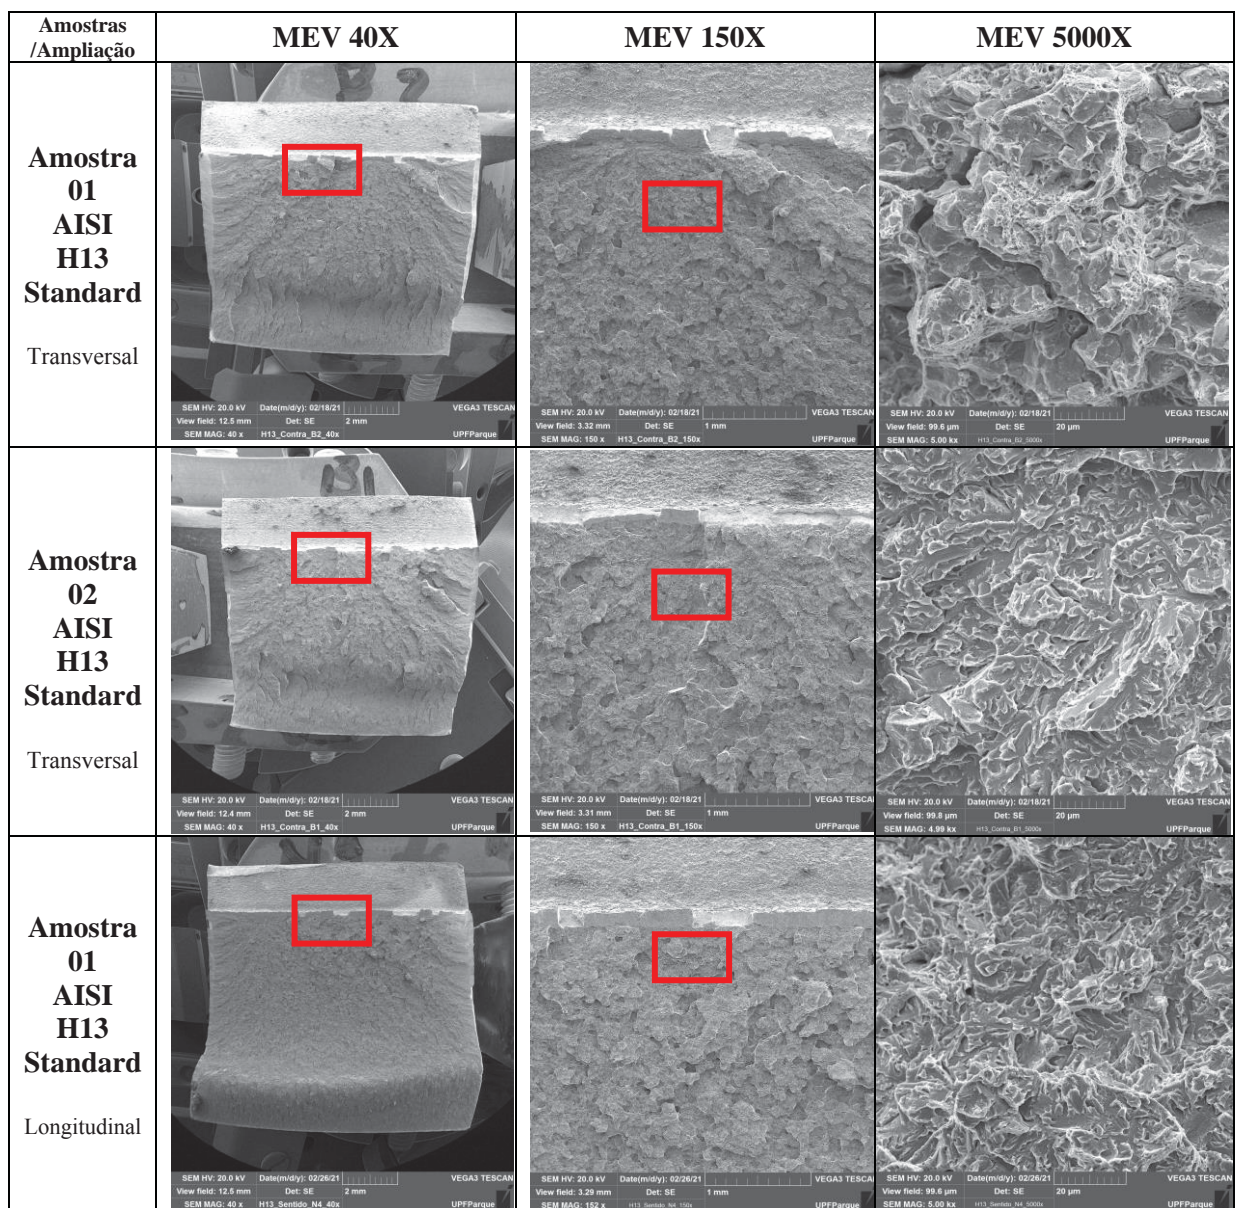 Amostras
/Ampliação
MEV 40X
MEV 150X
MEV 5000X
Amostra
01
AISI
H13
Standard
Transversal
SEM HV: 20.0 kV Date(m/d/y): 02/18/21 VEGA3 TESCAN
View field: 12.5 mm Det: SE 2 mm
SEM MAG: 40 x H13_Contra_B2_40x UPFParque
SEM HV: 20.0 kV Date(m/d/y): 02/18/21 VEGA3 TESCAN
View field: 3.32 mm Det: SE 1 mm
SEM MAG: 150 x H13_Contra_B2_150x UPFParque
SEM HV: 20.0 kV Date(m/d/y): 02/18/21 VEGA3 TESCAN
View field: 99.6 µm Det: SE 20 µm
SEM MAG: 5.00 kx H13_Contra_B2_5000x UPFParque
Amostra
02
AISI
H13
Standard
Transversal
SEM HV: 20.0 kV Date(m/d/y): 02/18/21 VEGA3 TESCAN
View field: 12.4 mm Det: SE 2 mm
SEM MAG: 40 x H13_Contra_B1_40x UPFParque
SEM HV: 20.0 kV Date(m/d/y): 02/18/21 VEGA3 TESCAN
View field: 3.31 mm Det: SE 1 mm
SEM MAG: 150 x H13_Contra_B1_150x UPFParque
SEM HV: 20.0 kV Date(m/d/y): 02/18/21 VEGA3 TESCAN
View field: 99.8 µm Det: SE 20 µm
SEM MAG: 4.99 kx H13_Contra_B1_5000x UPFParque
Amostra
01
AISI
H13
Standard
Longitudinal
SEM HV: 20.0 kV Date(m/d/y): 02/26/21 VEGA3 TESCAN
View field: 12.5 mm Det: SE 2 mm
SEM MAG: 40 x H13_Sentido_N4_40x UPFParque
SEM HV: 20.0 kV Date(m/d/y): 02/26/21 VEGA3 TESCAN
View field: 3.29 mm Det: SE 1 mm
SEM MAG: 152 x H13_Sentido_N4_150x UPFParque
SEM HV: 20.0 kV Date(m/d/y): 02/26/21 VEGA3 TESCAN
View field: 99.6 µm Det: SE 20 µm
SEM MAG: 5.00 kx H13_Sentido_N4_5000x UPFParque